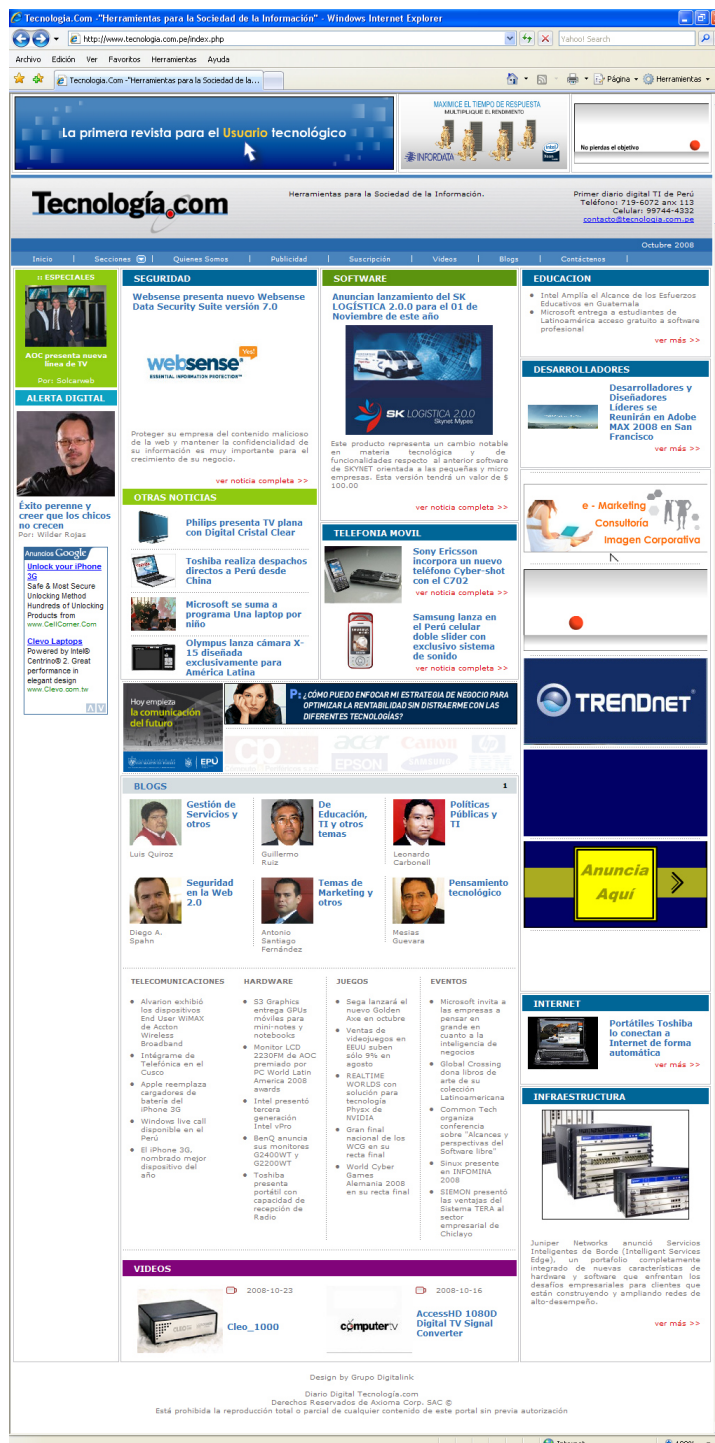 Tecnologia.Com -"Herramientas para la Sociedad de la Información" - Windows Internet Explorer
http://www.tecnologia.com.pe/index.php
Yahoo! Search
Archivo Edición Ver Favoritos Herramientas Ayuda
Tecnologia.Com -"Herramientas para la Sociedad de la...
Página Herramientas
La primera revista para el Usuario tecnológico
MAXIMICE EL TIEMPO DE RESPUESTA
MULTIPLIQUE EL RENDIMIENTO
INFORDATA
No pierdas el objetivo
Tecnología.com
Herramientas para la Sociedad de la Información.
Primer diario digital TI de Perú
Teléfono: 719-6072 anx 113
Celular: 99744-4332
contacto@tecnologia.com.pe
Octubre 2008
Inicio | Secciones | Quienes Somos | Publicidad | Suscripción | Videos | Blogs | Contáctenos |
:: ESPECIALES
AOC presenta nueva
línea de TV
Por: Solcarweb
ALERTA DIGITAL
Éxito perenne y
creer que los chicos
no crecen
Por: Wilder Rojas
Anuncios Google
Unlock your iPhone
3G
Safe & Most Secure
Unlocking Method
Hundreds of Unlocking
Products from
www.CellCorner.Com
Clevo Laptops
Powered by Intel®
Centrino® 2. Great
performance in
elegant design
www.Clevo.com.tw
SEGURIDAD
Websense presenta nuevo Websense
Data Security Suite versión 7.0
Yes!
websense
ESSENTIAL INFORMATION PROTECTION™
Proteger su empresa del contenido malicioso
de la web y mantener la confidencialidad de
su información es muy importante para el
crecimiento de su negocio.
ver noticia completa >>
OTRAS NOTICIAS
Philips presenta TV plana
con Digital Cristal Clear
Toshiba realiza despachos
directos a Perú desde
China
Microsoft se suma a
programa Una laptop por
niño
Olympus lanza cámara X-
15 diseñada
exclusivamente para
América Latina
SOFTWARE
Anuncian lanzamiento del SK
LOGÍSTICA 2.0.0 para el 01 de
Noviembre de este año
SK LOGISTICA 2.0.0
Skynet Mypes
Este producto representa un cambio notable
en materia tecnológica y de
funcionalidades respecto al anterior software
de SKYNET orientada a las pequeñas y micro
empresas. Esta versión tendrá un valor de $
100.00
ver noticia completa >>
TELEFONIA MOVIL
Sony Ericsson
incorpora un nuevo
teléfono Cyber-shot
con el C702
ver noticia completa >>
Samsung lanza en
el Perú celular
doble slider con
exclusivo sistema
de sonido
ver noticia completa >>
EDUCACION
Intel Amplía el Alcance de los Esfuerzos
Educativos en Guatemala
Microsoft entrega a estudiantes de
Latinoamérica acceso gratuito a software
profesional
ver más >>
DESARROLLADORES
Desarrolladores y
Diseñadores
Líderes se
Reunirán en Adobe
MAX 2008 en San
Francisco
ver más >>
e - Marketing
Consultoría
Imagen Corporativa
TRENDNET
Anuncia
Aquí
Hoy empieza
la comunicación
del futuro
EPÚ
P: ¿CÓMO PUEDO ENFOCAR MI ESTRATEGIA DE NEGOCIO PARA
OPTIMIZAR LA RENTABILIDAD SIN DISTRAERME CON LAS
DIFERENTES TECNOLOGÍAS?
acer Canon hp
EPSON SAMSUNG IBM
BLOGS 1
Gestión de
Servicios y
otros
Luis Quiroz
De
Educación,
TI y otros
temas
Guillermo
Ruiz
Políticas
Públicas y
TI
Leonardo
Carbonell
Seguridad
en la Web
2.0
Diego A.
Spahn
Temas de
Marketing y
otros
Antonio
Santiago
Fernández
Pensamiento
tecnológico
Mesias
Guevara
TELECOMUNICACIONES
Alvarion exhibió
los dispositivos
End User WiMAX
de Accton
Wireless
Broadband
Intégrame de
Telefónica en el
Cusco
Apple reemplaza
cargadores de
batería del
iPhone 3G
Windows live call
disponible en el
Perú
El iPhone 3G,
nombrado mejor
dispositivo del
año
HARDWARE
S3 Graphics
entrega GPUs
móviles para
mini-notes y
notebooks
Monitor LCD
2230FM de AOC
premiado por
PC World Latin
America 2008
awards
Intel presentó
tercera
generación
Intel vPro
BenQ anuncia
sus monitores
G2400WT y
G2200WT
Toshiba
presenta
portátil con
capacidad de
recepción de
Radio
JUEGOS
Sega lanzará el
nuevo Golden
Axe en octubre
Ventas de
videojuegos en
EEUU suben
sólo 9% en
agosto
REALTIME
WORLDS con
solución para
tecnología
Physx de
NVIDIA
Gran final
nacional de los
WCG en su
recta final
World Cyber
Games
Alemania 2008
en su recta final
EVENTOS
Microsoft invita a
las empresas a
pensar en
grande en
cuanto a la
inteligencia de
negocios
Global Crossing
dona libros de
arte de su
colección
Latinoamericana
Common Tech
organiza
conferencia
sobre "Alcances y
perspectivas del
Software libre"
Sinux presente
en INFOMINA
2008
SIEMON presentó
las ventajas del
Sistema TERA al
sector
empresarial de
Chiclayo
INTERNET
Portátiles Toshiba
lo conectan a
Internet de forma
automática
ver más >>
INFRAESTRUCTURA
Juniper Networks anunció Servicios
Inteligentes de Borde (Intelligent Services
Edge), un portafolio completamente
integrado de nuevas características de
hardware y software que enfrentan los
desafíos empresariales para clientes que
están construyendo y ampliando redes de
alto-desempeño.
ver más >>
VIDEOS
2008-10-23
Cleo_1000
2008-10-16
computer tv
AccessHD 1080D
Digital TV Signal
Converter
Design by Grupo Digitalink
Diario Digital Tecnología.com
Derechos Reservados de Axioma Corp. SAC ©
Está prohibida la reproducción total o parcial de cualquier contenido de este portal sin previa autorización